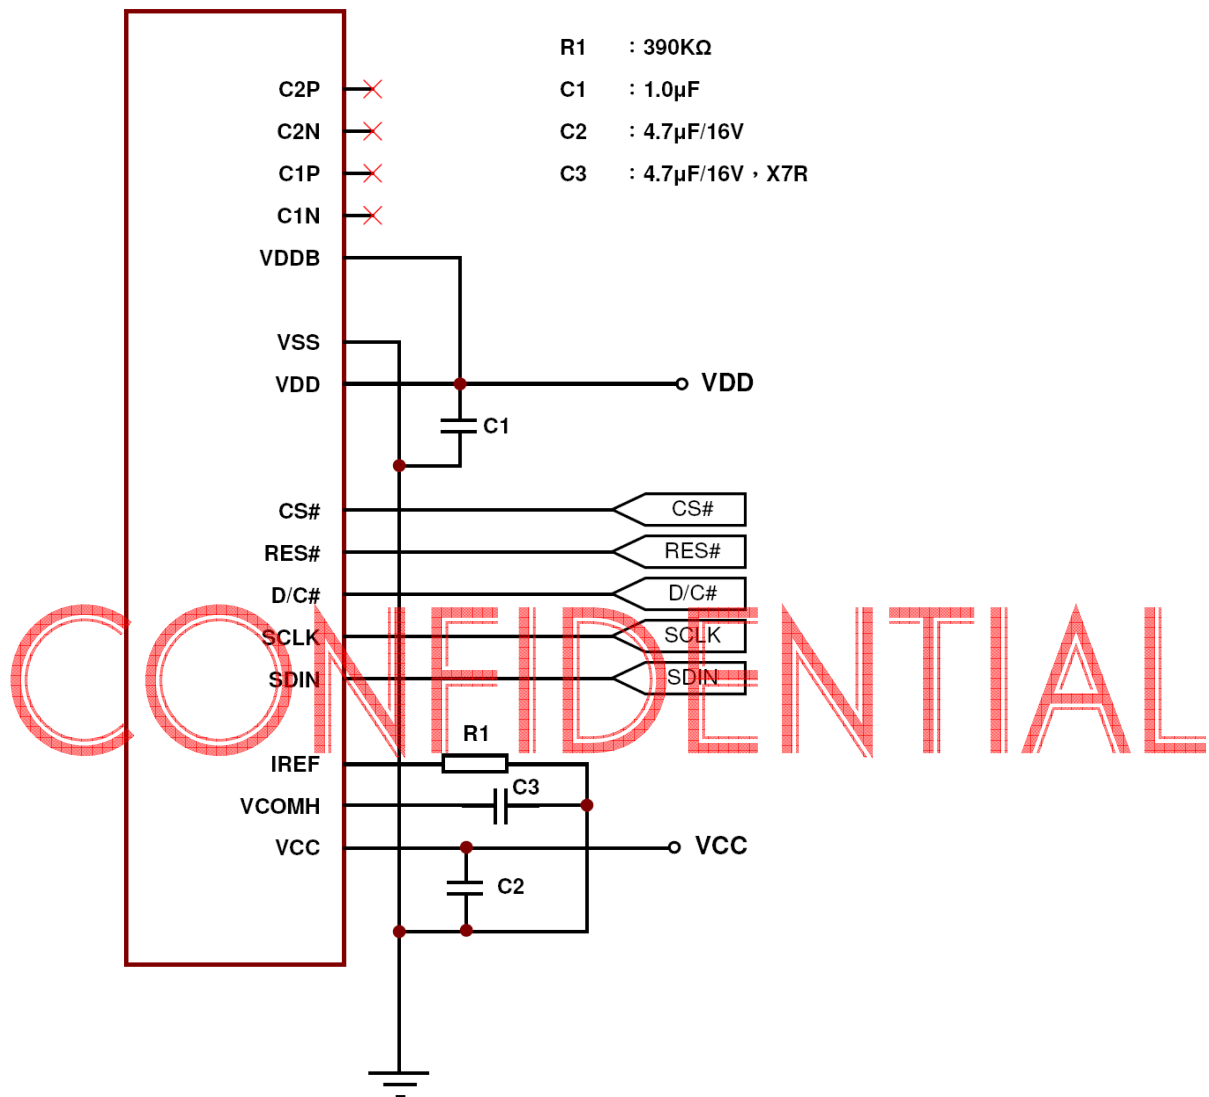 R1 : 390KΩ
C1 : 1.0µF
C2 : 4.7µF/16V
C3 : 4.7µF/16V，X7R
C2P
C2N
C1P
C1N
VDDB
VSS
VDD VDD
C1
CS# CS#
RES# RES#
D/C# D/C#
SCLK SCLK
SDIN SDIN
CONFIDENTIAL
R1
IREF
C3
VCOMH
VCC VCC
C2